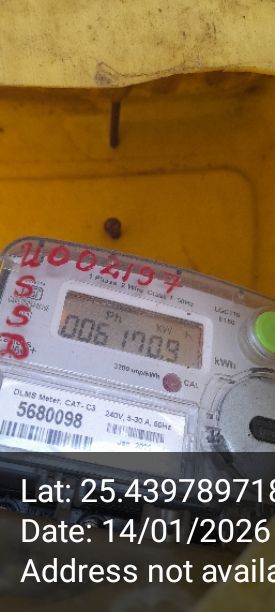 U002197
S
S
R
1 Phase 2 Wire Class 1 50Hz
Ph kW h
006170.9
kWh
3200 imp/kWh
CAL
DLMS Meter, CAT. C3
5680098
240V, 5-30 A, 50Hz
Lat: 25.439789718
Date: 14/01/2026
Address not availa